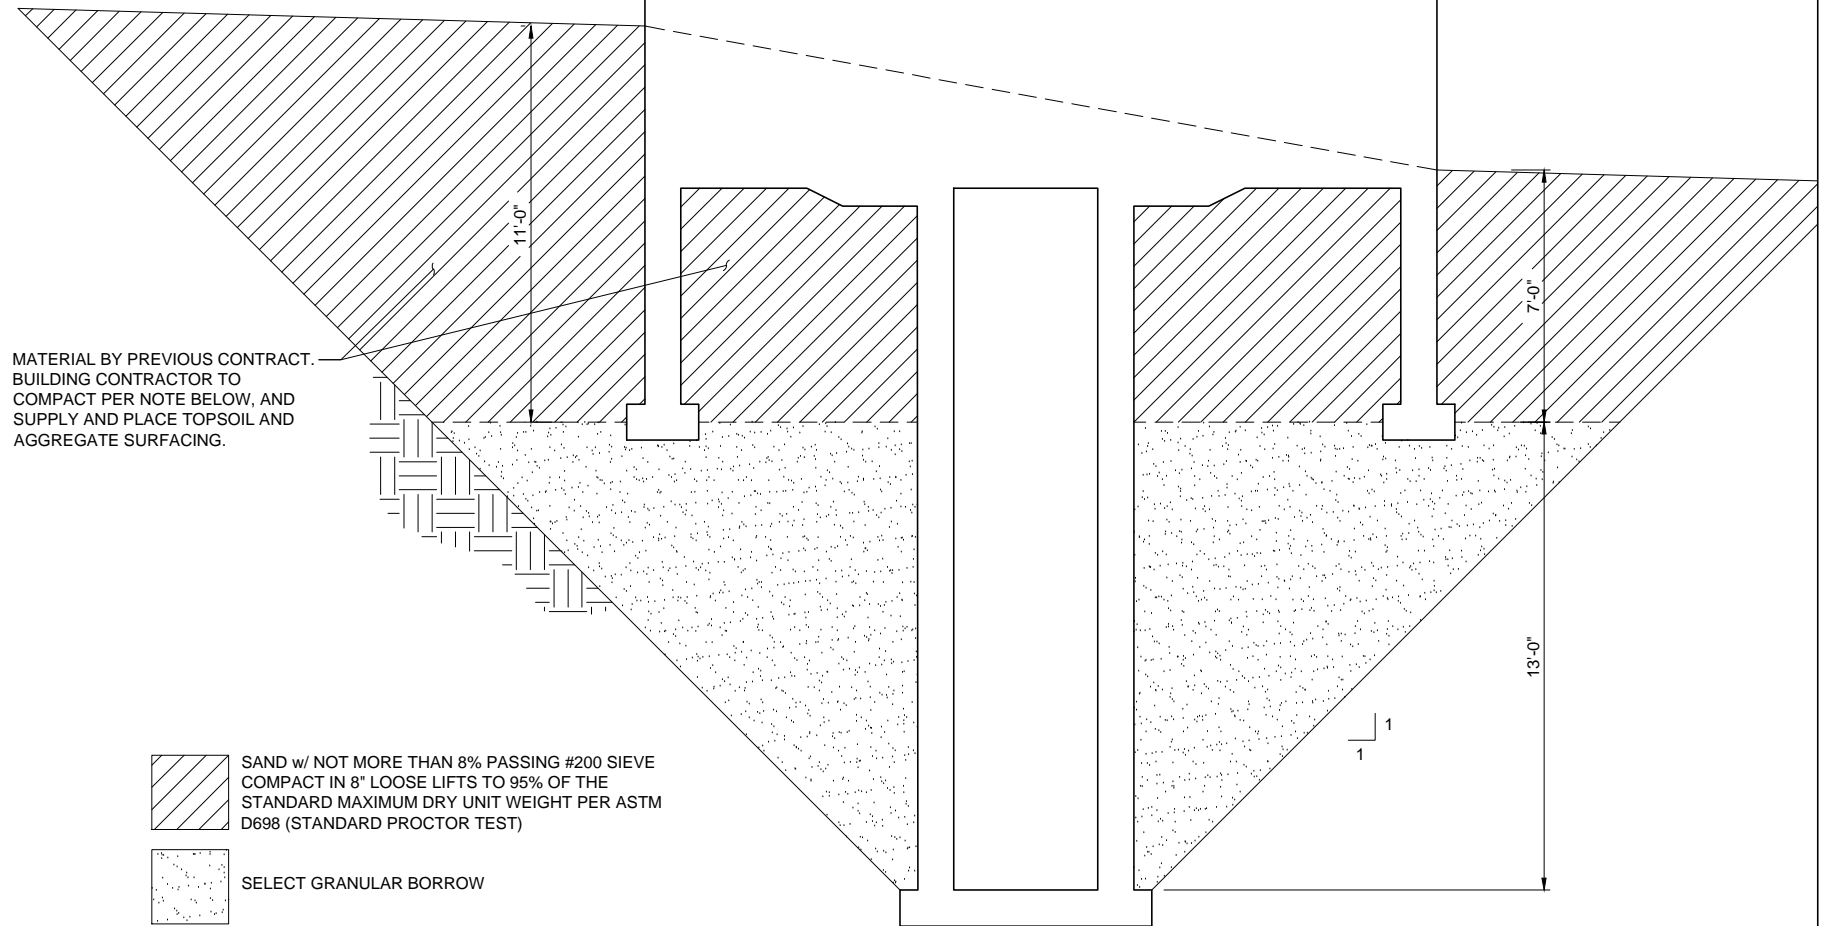 11'-0"
7'-0"
MATERIAL BY PREVIOUS CONTRACT.
BUILDING CONTRACTOR TO
COMPACT PER NOTE BELOW, AND
SUPPLY AND PLACE TOPSOIL AND
AGGREGATE SURFACING.
13'-0"
1
1
SAND w/ NOT MORE THAN 8% PASSING #200 SIEVE
COMPACT IN 8" LOOSE LIFTS TO 95% OF THE
STANDARD MAXIMUM DRY UNIT WEIGHT PER ASTM
D698 (STANDARD PROCTOR TEST)
SELECT GRANULAR BORROW